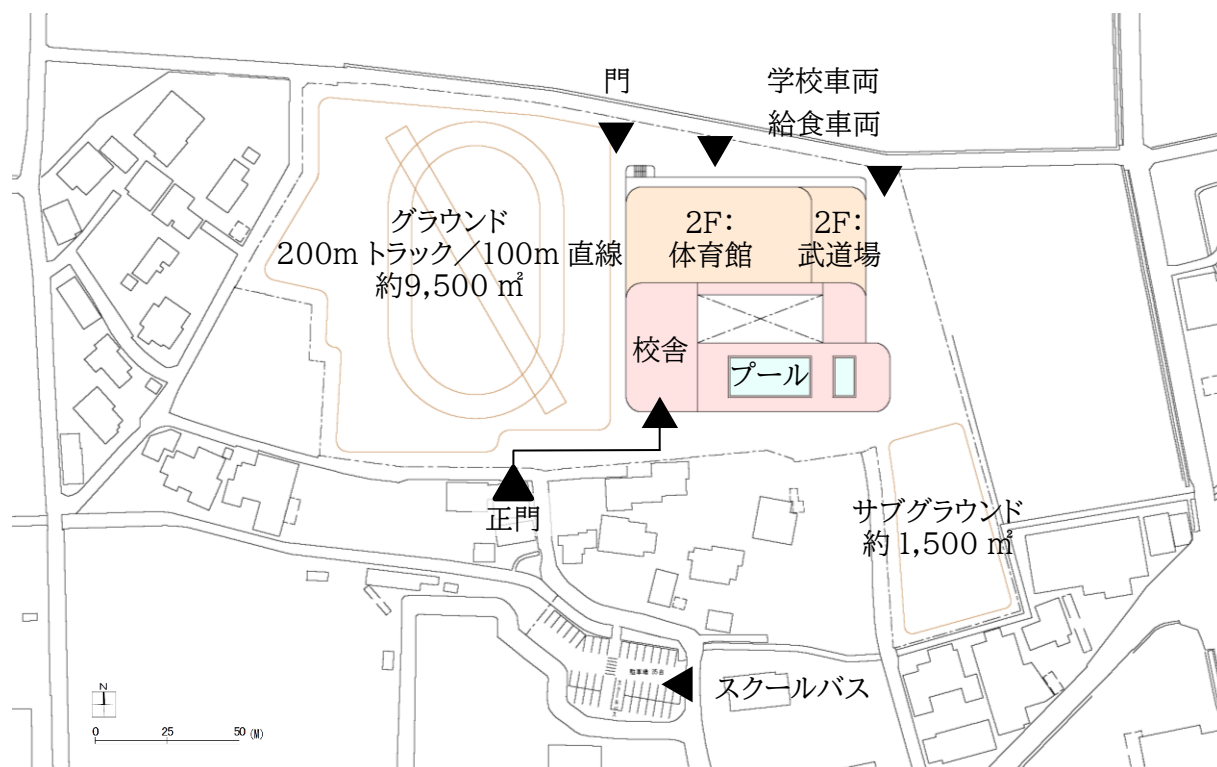 門
学校車両
給食車両
グラウンド
200m トラック／100m 直線
約9,500 ㎡
2F：
体育館
2F：
武道場
校舎
プール
正門
サブグラウンド
約 1,500 ㎡
スクールバス
N
0 25 50 (M)